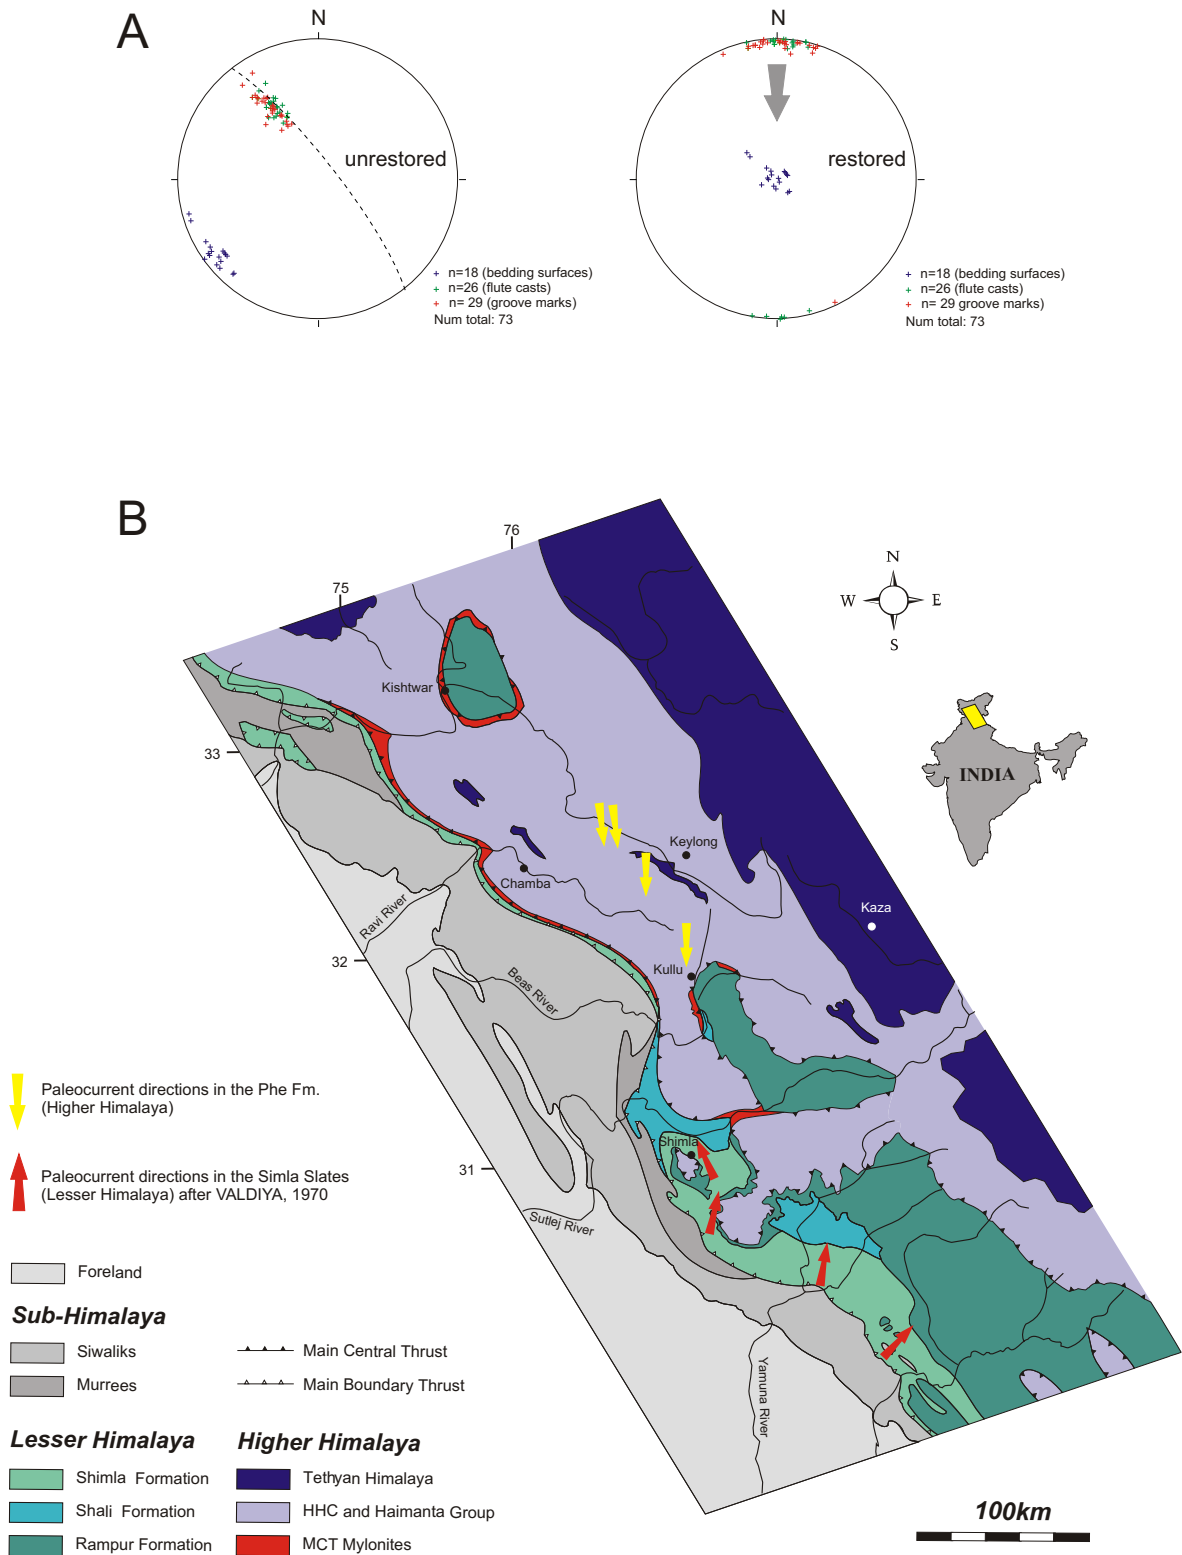 A
N
unrestored
n=18 (bedding surfaces)
n=26 (flute casts)
n= 29 (groove marks)
Num total: 73
N
restored
n=18 (bedding surfaces)
n=26 (flute casts)
n= 29 groove marks)
Num total: 73
B
76
75
N
W E
S
Kishtwar
33
INDIA
Keylong
Chamba
Kaza
Ravi River
32
Kullu
Beas River
Paleocurrent directions in the Phe Fm.
(Higher Himalaya)
Shimla
31
Paleocurrent directions in the Simla Slates
(Lesser Himalaya) after VALDIYA, 1970
Sutlej River
Foreland
Sub-Himalaya
Siwaliks
Main Central Thrust
Murrees
Main Boundary Thrust
Yamuna River
Lesser Himalaya
Higher Himalaya
Shimla Formation
Tethyan Himalaya
Shali Formation
HHC and Haimanta Group
Rampur Formation
MCT Mylonites
100km